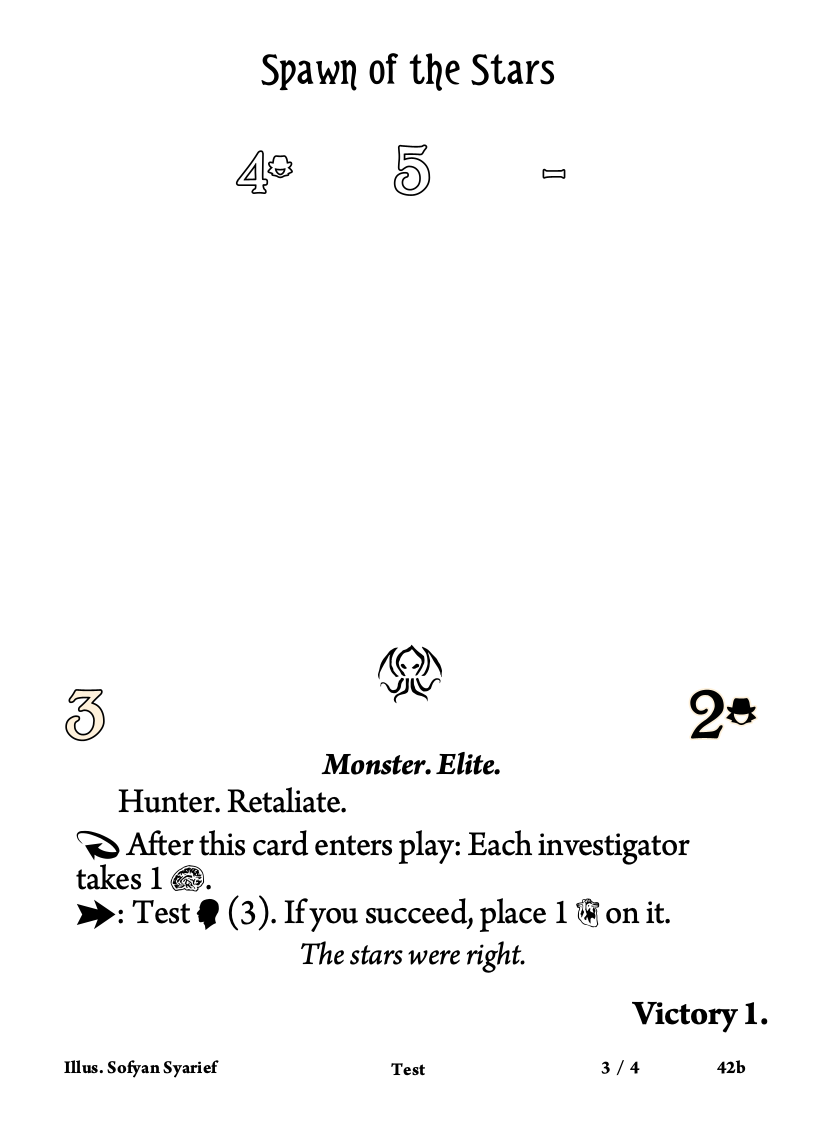 Spawn of the Stars
4 5 –
3 2
Monster. Elite.
Hunter. Retaliate.
After this card enters play: Each investigator
takes 1 .
: Test (3). If you succeed, place 1 on it.
The stars were right.
Victory 1.
Illus. Sofyan Syarief Test 3 / 4 42b